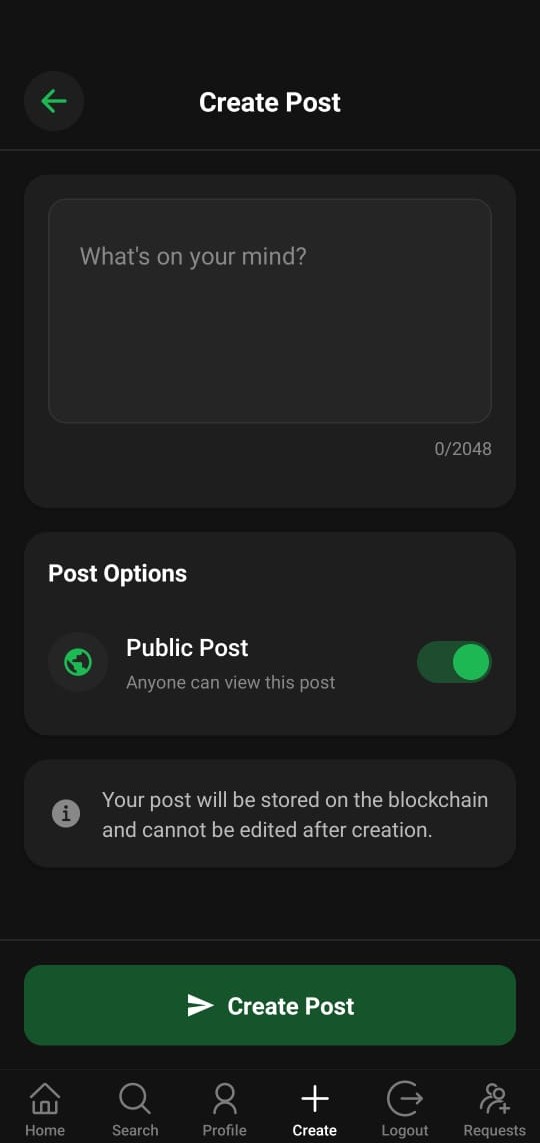 Create Post
What's on your mind?
0/2048
Post Options
Public Post
Anyone can view this post
Your post will be stored on the blockchain
and cannot be edited after creation.
Create Post
Home Search Profile Create Logout Requests